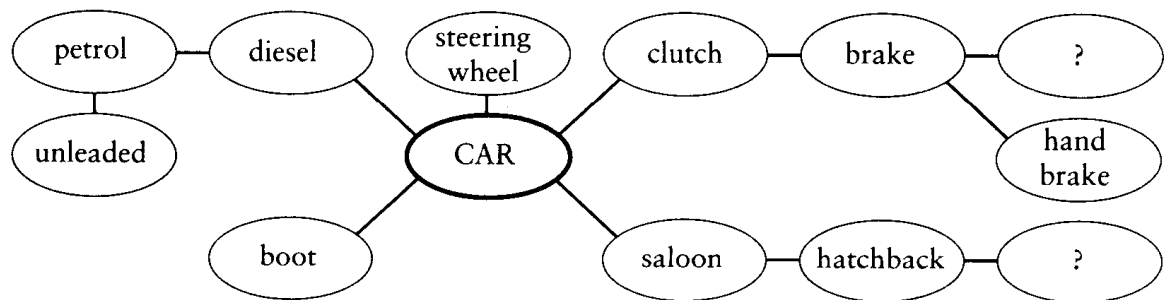 petrol
diesel
steering
wheel
clutch
brake
?
unleaded
CAR
hand
brake
boot
saloon
hatchback
?